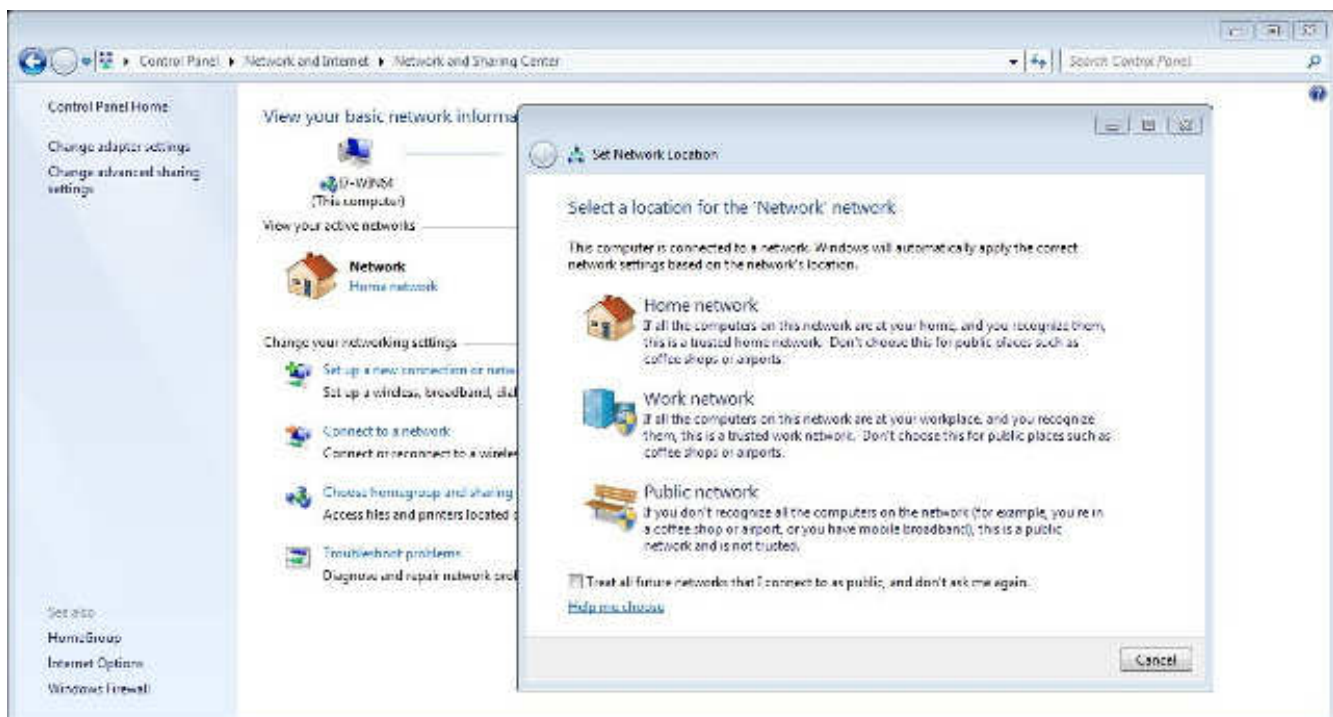 Control Panel ▸ Network and Internet ▸ Network and Sharing Center
Search Control Panel
Control Panel Home
Change adapter settings
Change advanced sharing
settings
See also
HomeGroup
Internet Options
Windows Firewall
View your basic network informa
(This computer)
View your active networks
Network
Home network
Change your networking settings
Set up a new connection or netw
Set up a wireless, broadband, dial
Connect to a network
Connect or reconnect to a wireles
Choose homegroup and sharing
Access files and printers located
Troubleshoot problems
Diagnose and repair network prol
Set Network Location
Select a location for the 'Network' network
This computer is connected to a network. Windows will automatically apply the correct
network settings based on the network's location.
Home network
If all the computers on this network are at your home, and you recognize them,
this is a trusted home network. Don't choose this for public places such as
coffee shops or airports.
Work network
If all the computers on this network are at your workplace, and you recognize
them, this is a trusted work network. Don't choose this for public places such as
coffee shops or airports.
Public network
If you don't recognize all the computers on the network (for example, you're in
a coffee shop or airport, or you have mobile broadband), this is a public
network and is not trusted.
Treat all future networks that I connect to as public, and don't ask me again.
Help me choose
Cancel